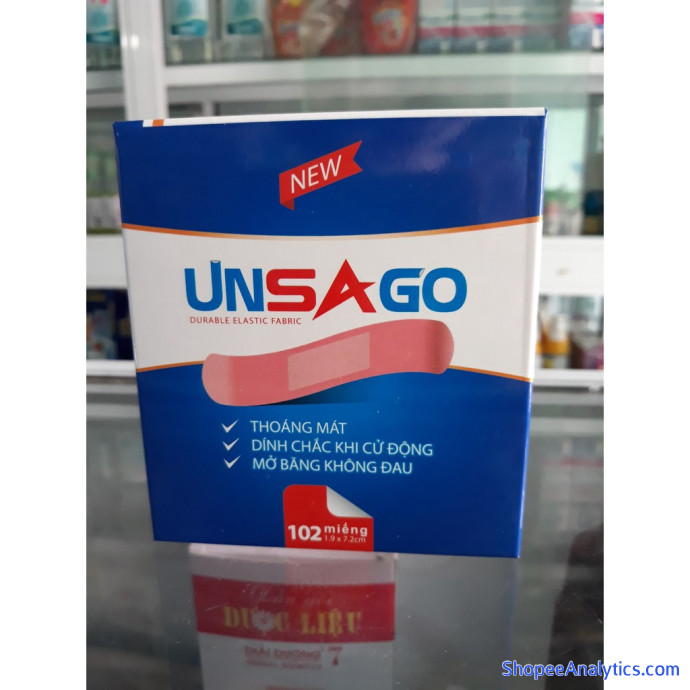 NEW
UNSAGO
DURABLE ELASTIC FABRIC
THOÁNG MÁT
DÍNH CHẮC KHI CỬ ĐỘNG
MỞ BĂNG KHÔNG ĐAU
102 miếng
1.9 x 7.2cm
DƯỢC LIỆU
7
ShopeeAnalytics.com